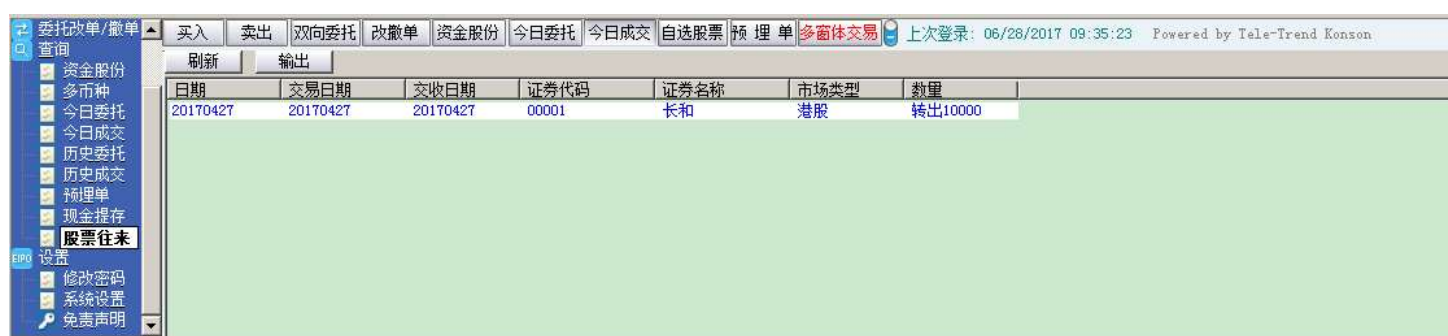 委托改单/撤单
查询
资金股份
多币种
今日委托
今日成交
历史委托
历史成交
预埋单
现金提存
股票往来
EIPO 设置
修改密码
系统设置
免责声明
买入 卖出 双向委托 改撤单 资金股份 今日委托 今日成交 自选股票 预 埋 单 多窗体交易 上次登录: 06/28/2017 09:35:23 Powered by Tele-Trend Konson
刷新 输出
日期 交易日期 交收日期 证券代码 证券名称 市场类型 数量
20170427 20170427 20170427 00001 长和 港股 转出10000